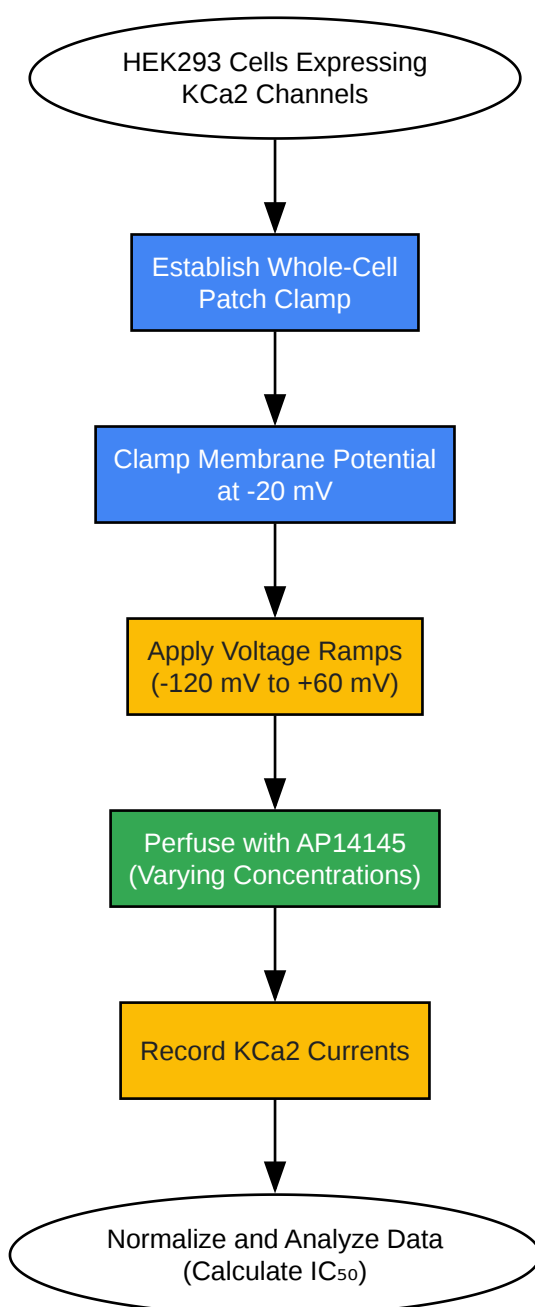 HEK293 Cells Expressing
KCa2 Channels
Establish Whole-Cell
Patch Clamp
Clamp Membrane Potential
at -20 mV
Apply Voltage Ramps
(-120 mV to +60 mV)
Perfuse with AP14145
(Varying Concentrations)
Record KCa2 Currents
Normalize and Analyze Data
(Calculate IC₅₀)